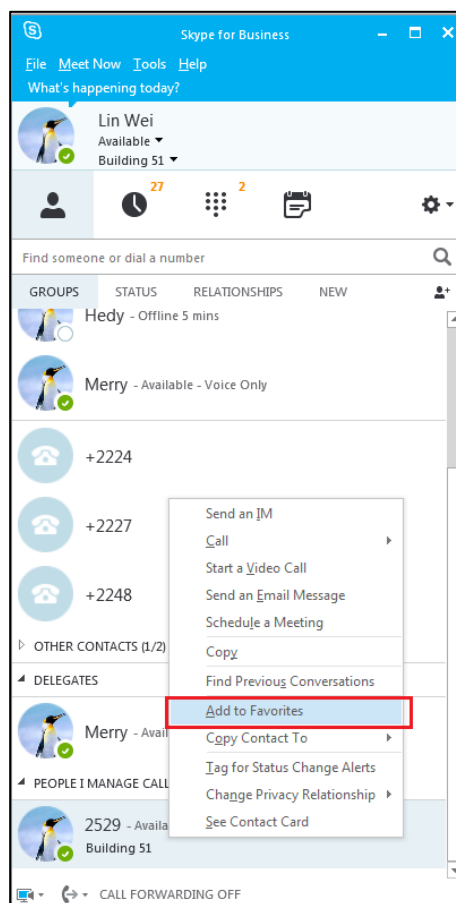 Skype for Business
File Meet Now Tools Help
What's happening today?
Lin Wei
Available
Building 51
27
2
Find someone or dial a number
GROUPS STATUS RELATIONSHIPS NEW
Hedy - Offline 5 mins
Merry - Available - Voice Only
+2224
+2227
+2248
OTHER CONTACTS (1/2)
DELEGATES
Merry - Avail
PEOPLE I MANAGE CALL
2529 - Availa
Building 51
Send an IM
Call
Start a Video Call
Send an Email Message
Schedule a Meeting
Copy
Find Previous Conversations
Add to Favorites
Copy Contact To
Tag for Status Change Alerts
Change Privacy Relationship
See Contact Card
CALL FORWARDING OFF